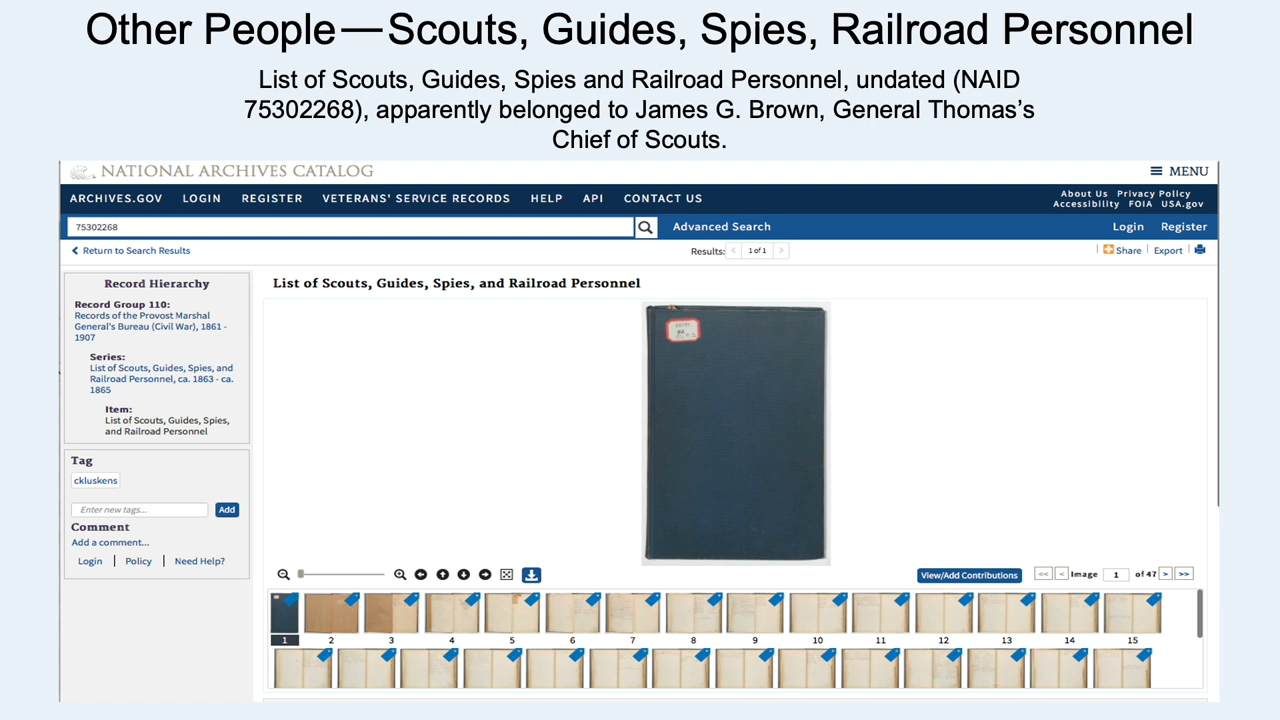 Other People—Scouts, Guides, Spies, Railroad Personnel
List of Scouts, Guides, Spies and Railroad Personnel, undated (NAID
75302268), apparently belonged to James G. Brown, General Thomas’s
Chief of Scouts.
NATIONAL ARCHIVES CATALOG
MENU
ARCHIVES.GOV LOGIN REGISTER VETERANS' SERVICE RECORDS HELP API CONTACT US
About Us Privacy Policy
Accessibility FOIA USA.gov
75302268
Advanced Search
Login Register
Return to Search Results
Results: < 1 of 1 >
Share Export
Record Hierarchy
Record Group 110:
Records of the Provost Marshal
General's Bureau (Civil War), 1861 -
1907
Series:
List of Scouts, Guides, Spies, and
Railroad Personnel, ca. 1863 - ca.
1865
Item:
List of Scouts, Guides, Spies,
and Railroad Personnel
Tag
ckluskens
Enter new tags...
Add
Comment
Add a comment...
Login | Policy | Need Help?
List of Scouts, Guides, Spies, and Railroad Personnel
View/Add Contributions
<< < Image 1 of 47 > >>
1 2 3 4 5 6 7 8 9 10 11 12 13 14 15